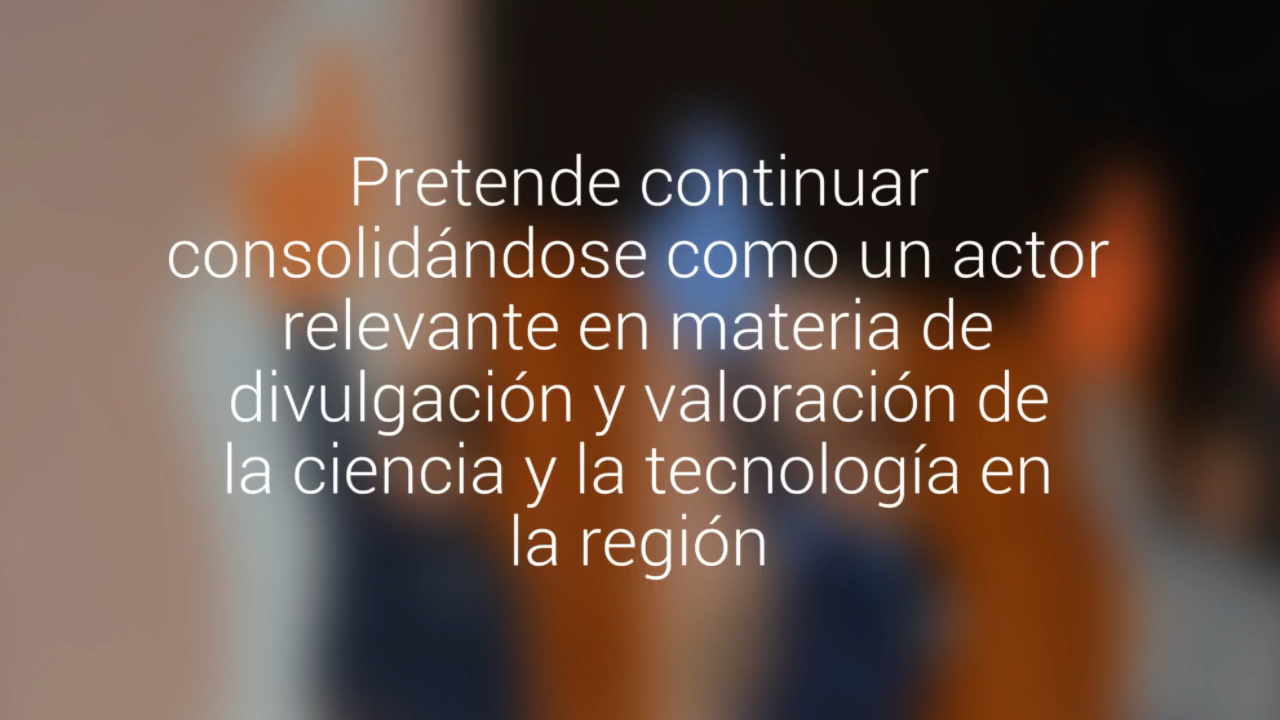 Pretende continuar
consolidándose como un actor
relevante en materia de
divulgación y valoración de
la ciencia y la tecnología en
la región